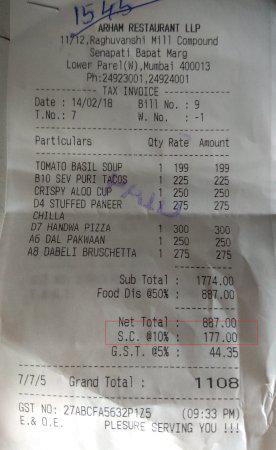 1545
ARHAM RESTAURANT LLP
11/12,Raghuvanshi Mill Compound
Senapati Bapat Marg
Lower Parel(W),Mumbai 400013
Ph:24923001,24924001
TAX INVOICE
Date : 14/02/18 Bill No. : 9
T.No. : 7 W.No. : -1
Particulars Qty Rate Amount
TOMATO BASIL SOUP 1 199 199
B10 SEV PURI TACOS 1 225 225
CRISPY ALOO CUP 1 250 250
D4 STUFFED PANEER 1 275 275
CHILLA
D7 HANDWA PIZZA 1 300 300
A6 DAL PAKWAAN 1 250 250
A8 DABELI BRUSCHETTA 1 275 275
Sub Total : 1774.00
Food Dis @50% : 887.00
Net Total : 887.00
S.C. @10% : 177.00
G.S.T. @5% : 44.35
7/7/5 Grand Total : 1108
GST NO: 27ABCFA5632P1Z5 (09:33 PM)
E.& O.E. PLESURE SERVING YOU !!!